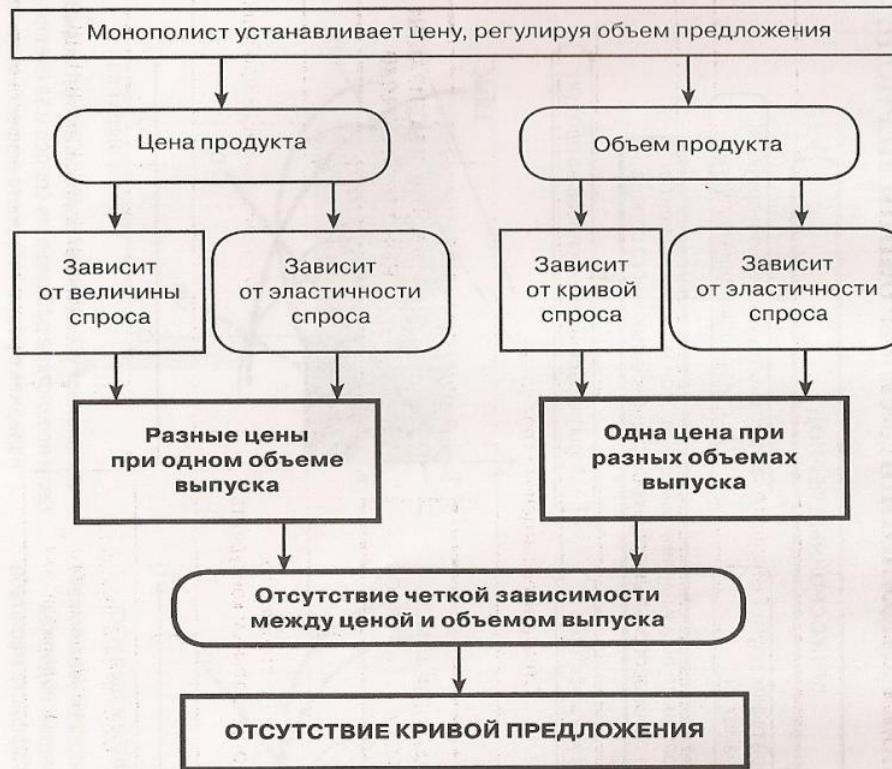 Монополист устанавливает цену, регулируя объем предложения
Цена продукта
Объем продукта
Зависит
от величины
спроса
Зависит
от эластичности
спроса
Зависит
от кривой
спроса
Зависит
от эластичности
спроса
Разные цены
при одном объеме
выпуска
Одна цена при
разных объемах
выпуска
Отсутствие четкой зависимости
между ценой и объемом выпуска
ОТСУТСТВИЕ КРИВОЙ ПРЕДЛОЖЕНИЯ